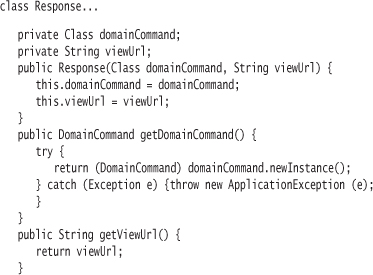 class Response...
private Class domainCommand;
private String viewUrl;
public Response(Class domainCommand, String viewUrl) {
this.domainCommand = domainCommand;
this.viewUrl = viewUrl;
}
public DomainCommand getDomainCommand() {
try {
return (DomainCommand) domainCommand.newInstance();
} catch (Exception e) {throw new ApplicationException (e);
}
}
public String getViewUrl() {
return viewUrl;
}